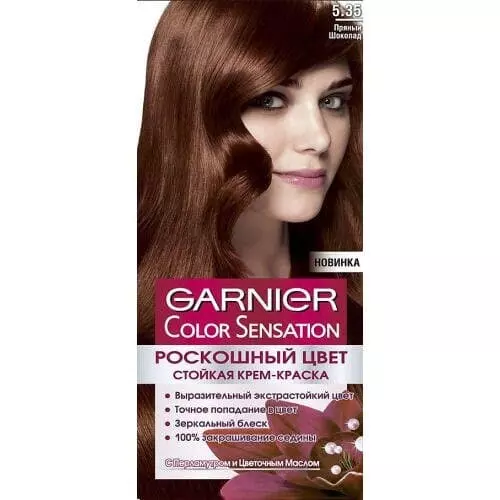 5.35
Пряный
Шоколад
НОВИНКА
GARNIER
COLOR SENSATION
РОСКОШНЫЙ ЦВЕТ
СТОЙКАЯ КРЕМ-КРАСКА
• Выразительный экстрастойкий цвет
• Точное попадание в цвет
• Зеркальный блеск
• 100% закрашивание седины
С Перламутром и Цветочным Маслом